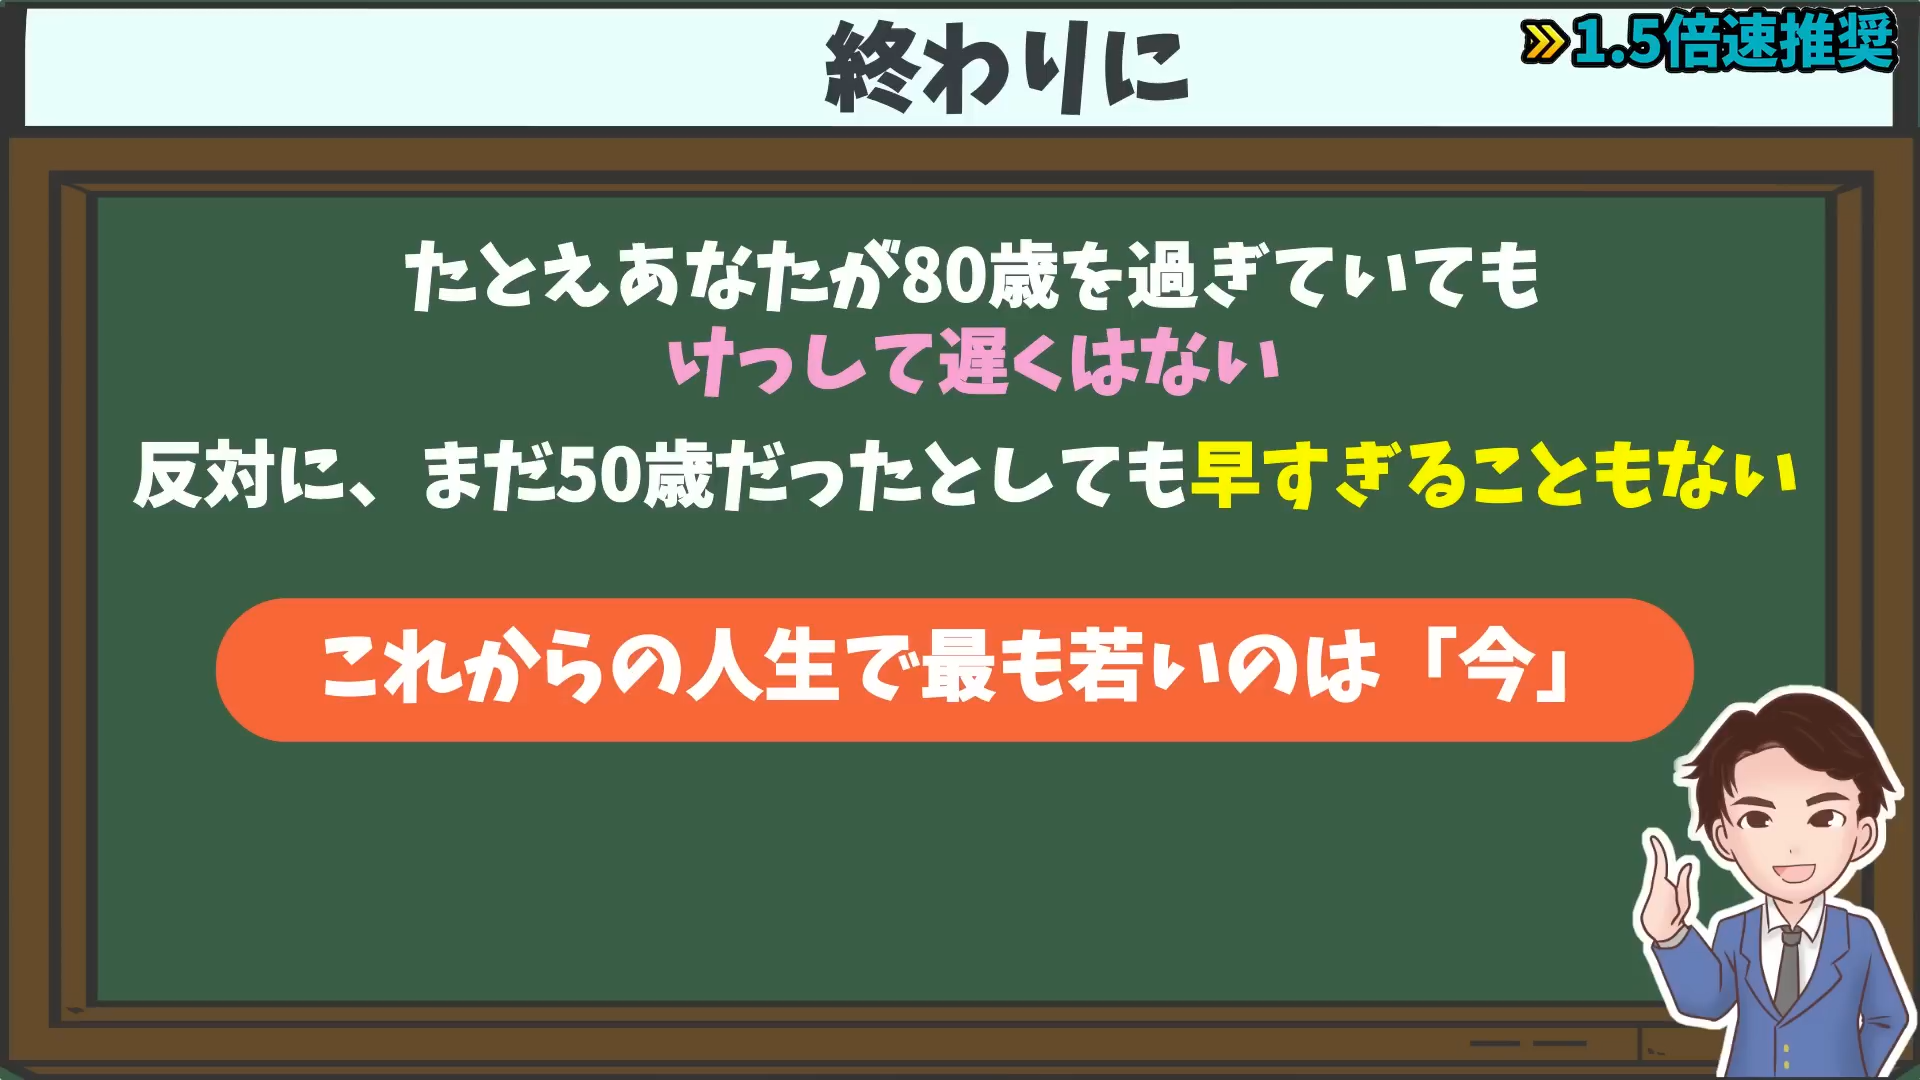 終わりに
1.5倍速推奨
たとえあなたが80歳を過ぎていても
けっして遅くはない
反対に、まだ50歳だったとしても早すぎることもない
これからの人生で最も若いのは「今」